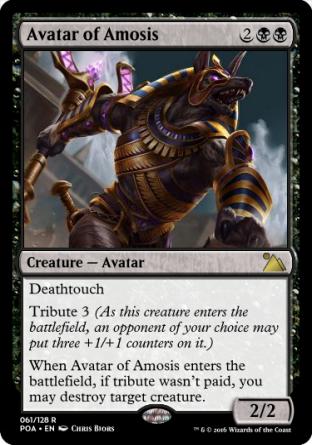 Avatar of Amosis 2
Creature — Avatar
Deathtouch
Tribute 3 (As this creature enters the
battlefield, an opponent of your choice may
put three +1/+1 counters on it.)
When Avatar of Amosis enters the
battlefield, if tribute wasn't paid, you
may destroy target creature.
2/2
061/128 R
POA • EN Chris Biors
™ & © 2016 Wizards of the Coast